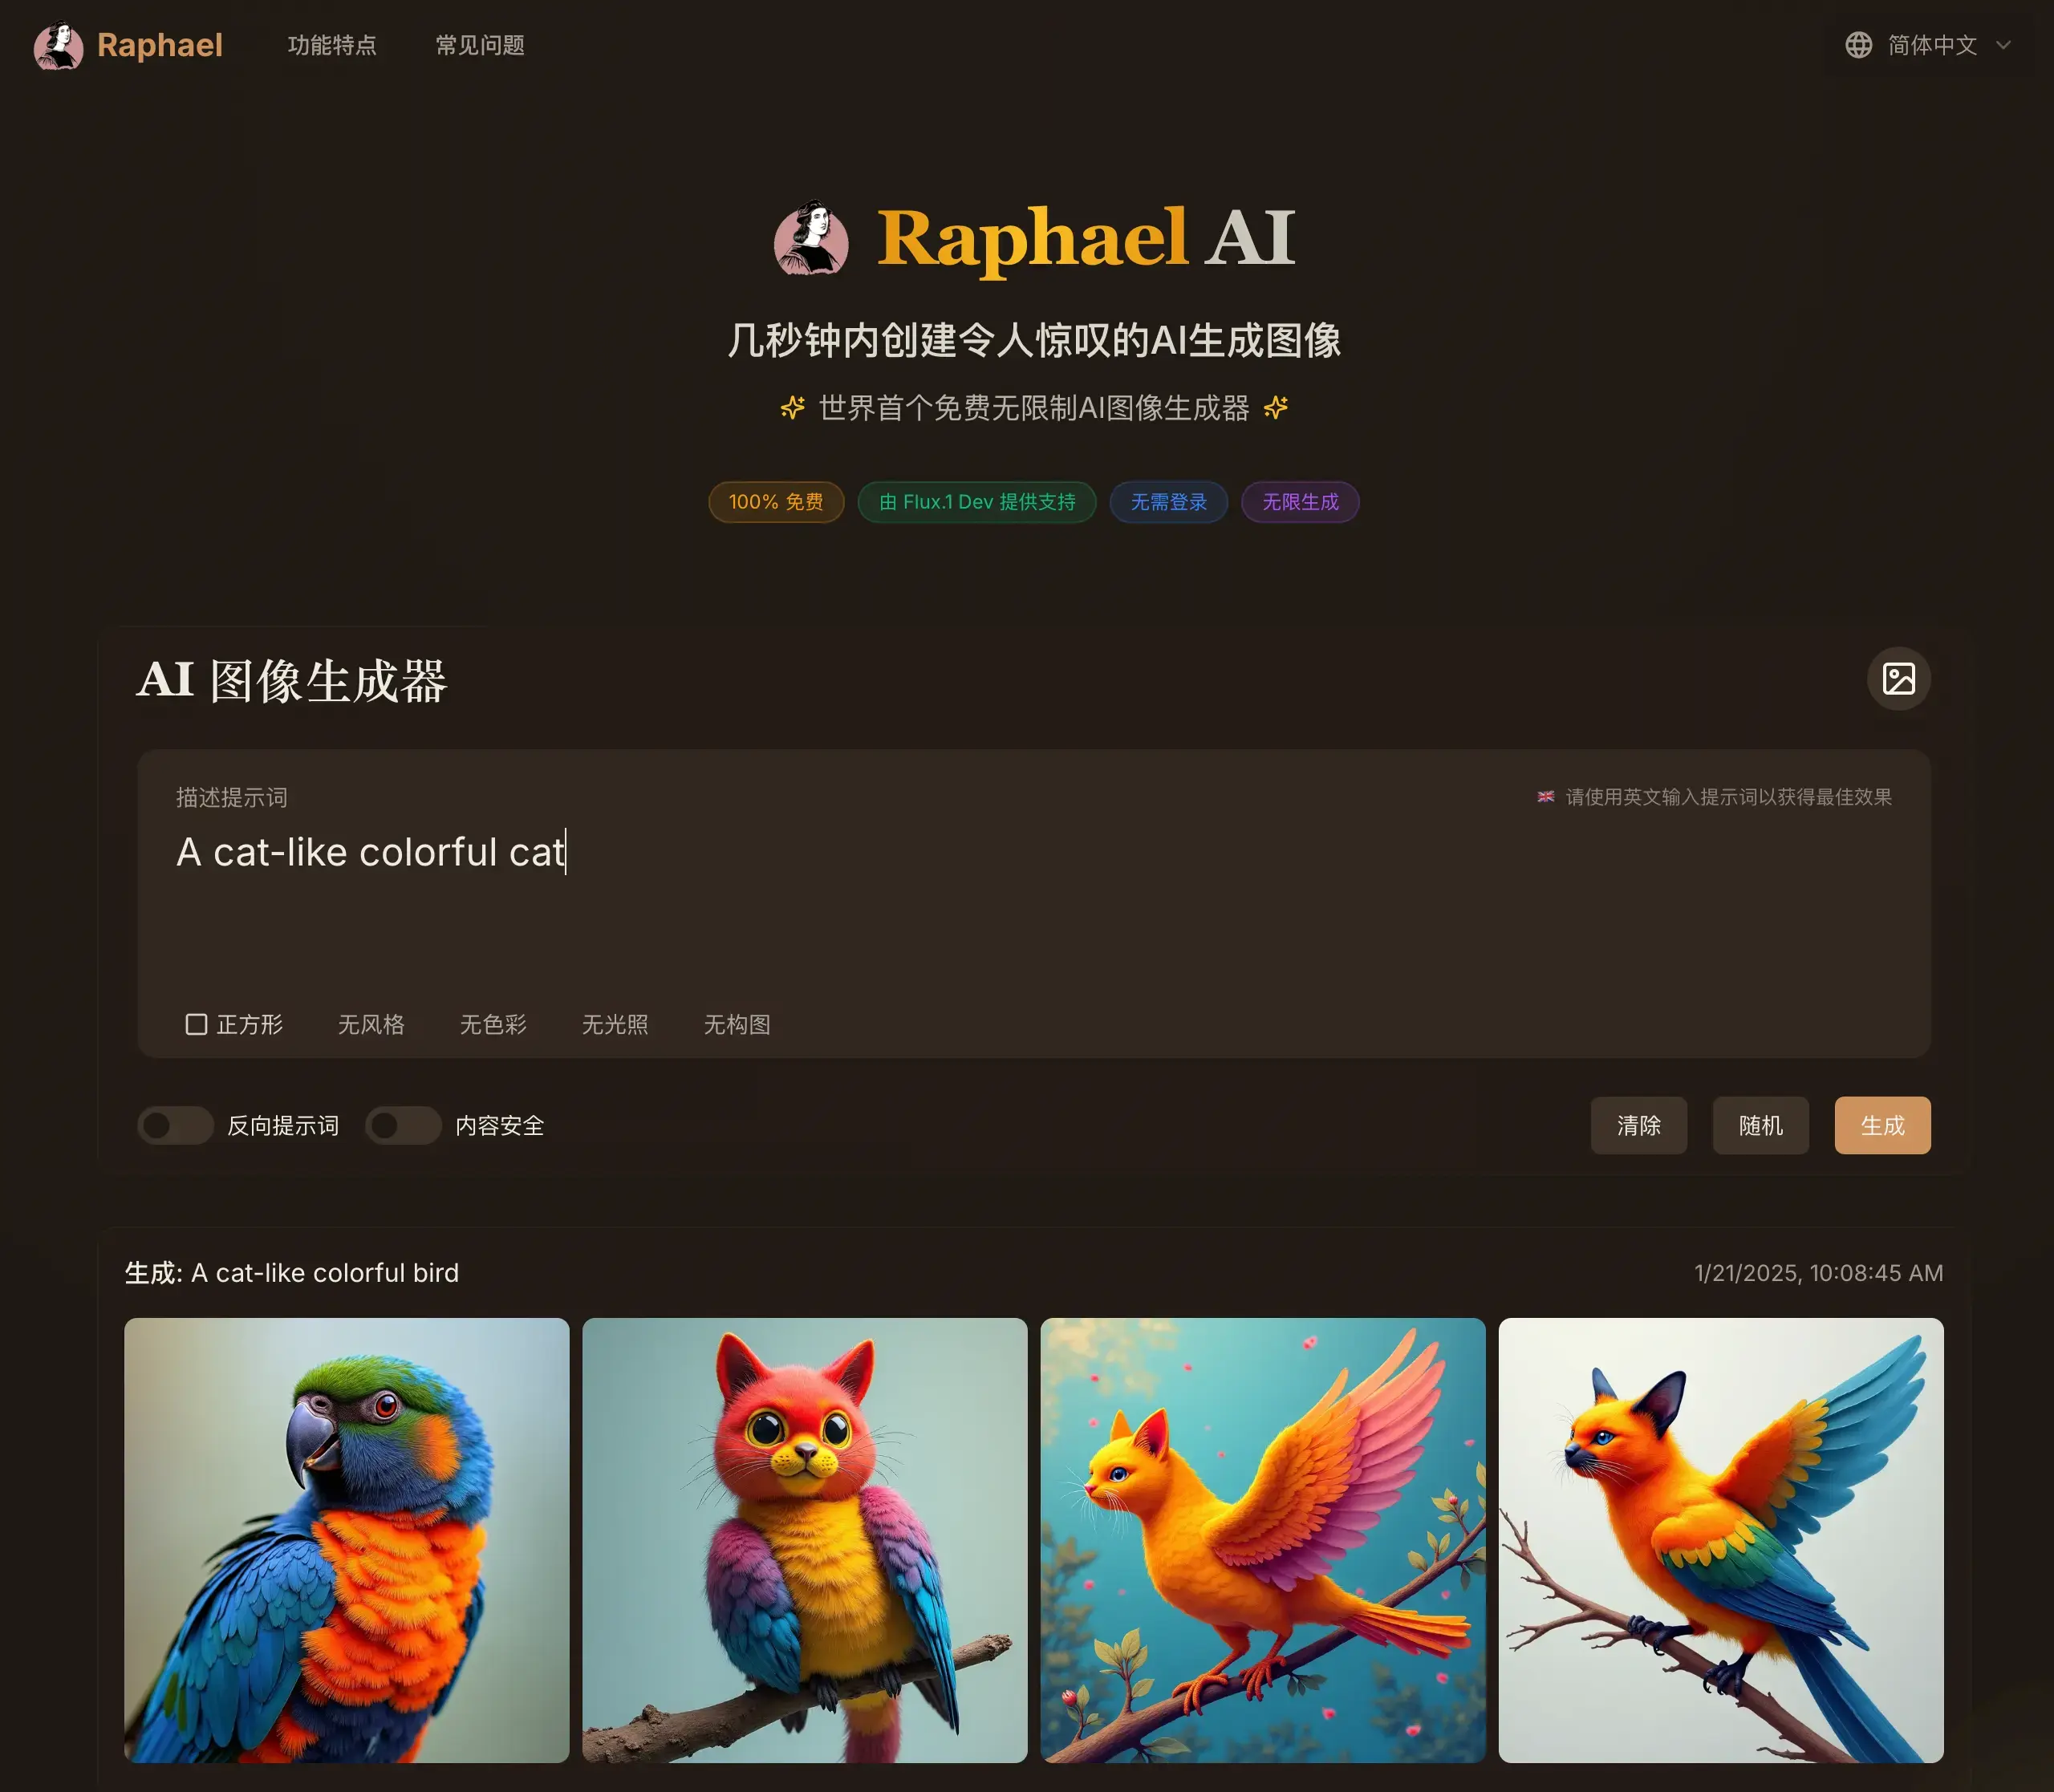 Raphael 功能特点 常见问题 简体中文
Raphael AI
几秒钟内创建令人惊叹的AI生成图像
世界首个免费无限制AI图像生成器
100% 免费 由 Flux.1 Dev 提供支持 无需登录 无限生成
AI 图像生成器
描述提示词 请使用英文输入提示词以获得最佳效果
A cat-like colorful cat
正方形 无风格 无色彩 无光照 无构图
反向提示词 内容安全 清除 随机 生成
生成: A cat-like colorful bird 1/21/2025, 10:08:45 AM